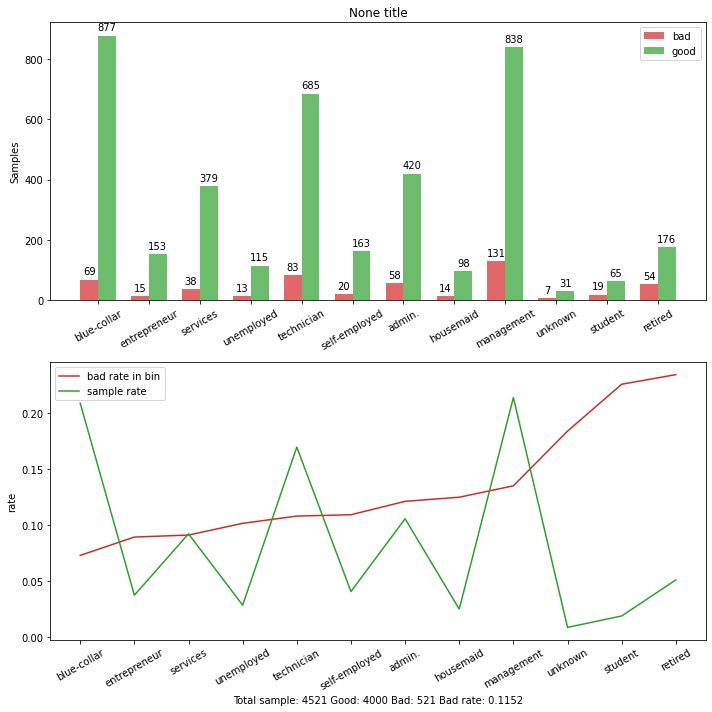 None title
877
838
685
420
379
176
163
153
115
98
65
31
69
15
38
13
83
20
58
14
131
7
19
54
bad
good
Samples
800
600
400
200
0
blue-collar
entrepreneur
services
unemployed
technician
self-employed
admin.
housemaid
management
unknown
student
retired
bad rate in bin
sample rate
rate
0.20
0.15
0.10
0.05
0.00
blue-collar
entrepreneur
services
unemployed
technician
self-employed
admin.
housemaid
management
unknown
student
retired
Total sample: 4521 Good: 4000 Bad: 521 Bad rate: 0.1152